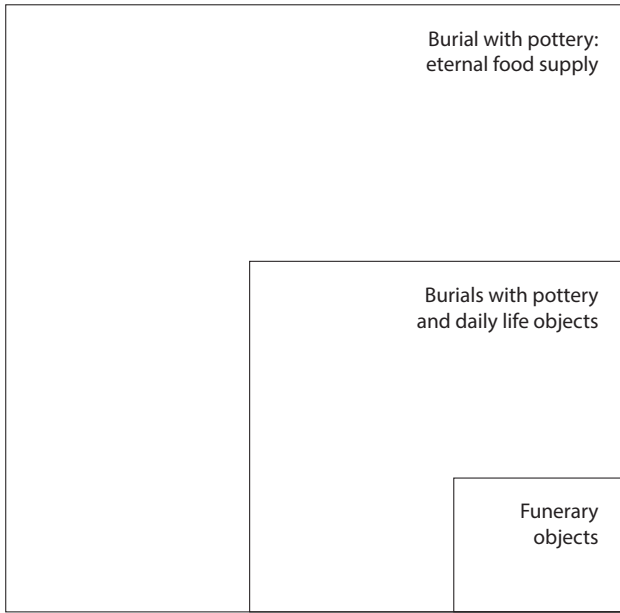 Burial with pottery:
eternal food supply
Burials with pottery
and daily life objects
Funerary
objects